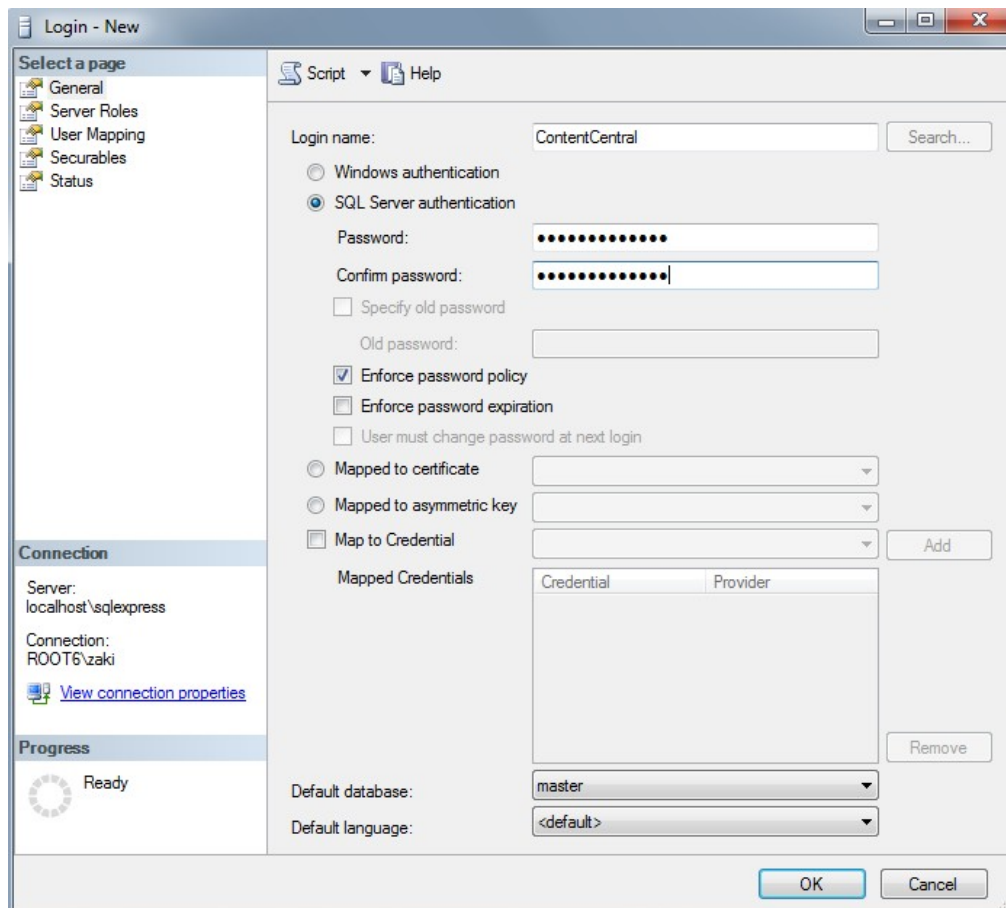 Login - New
Select a page
General
Server Roles
User Mapping
Securables
Status
Connection
Server:
localhost\sqlexpress
Connection:
ROOT6\zaki
View connection properties
Progress
Ready
Script
Help
Login name:
ContentCentral
Search...
Windows authentication
SQL Server authentication
Password:
●●●●●●●●●●●●●
Confirm password:
●●●●●●●●●●●●●
Specify old password
Old password:
Enforce password policy
Enforce password expiration
User must change password at next login
Mapped to certificate
Mapped to asymmetric key
Map to Credential
Add
Mapped Credentials
Credential
Provider
Remove
Default database:
master
Default language:
<default>
OK
Cancel